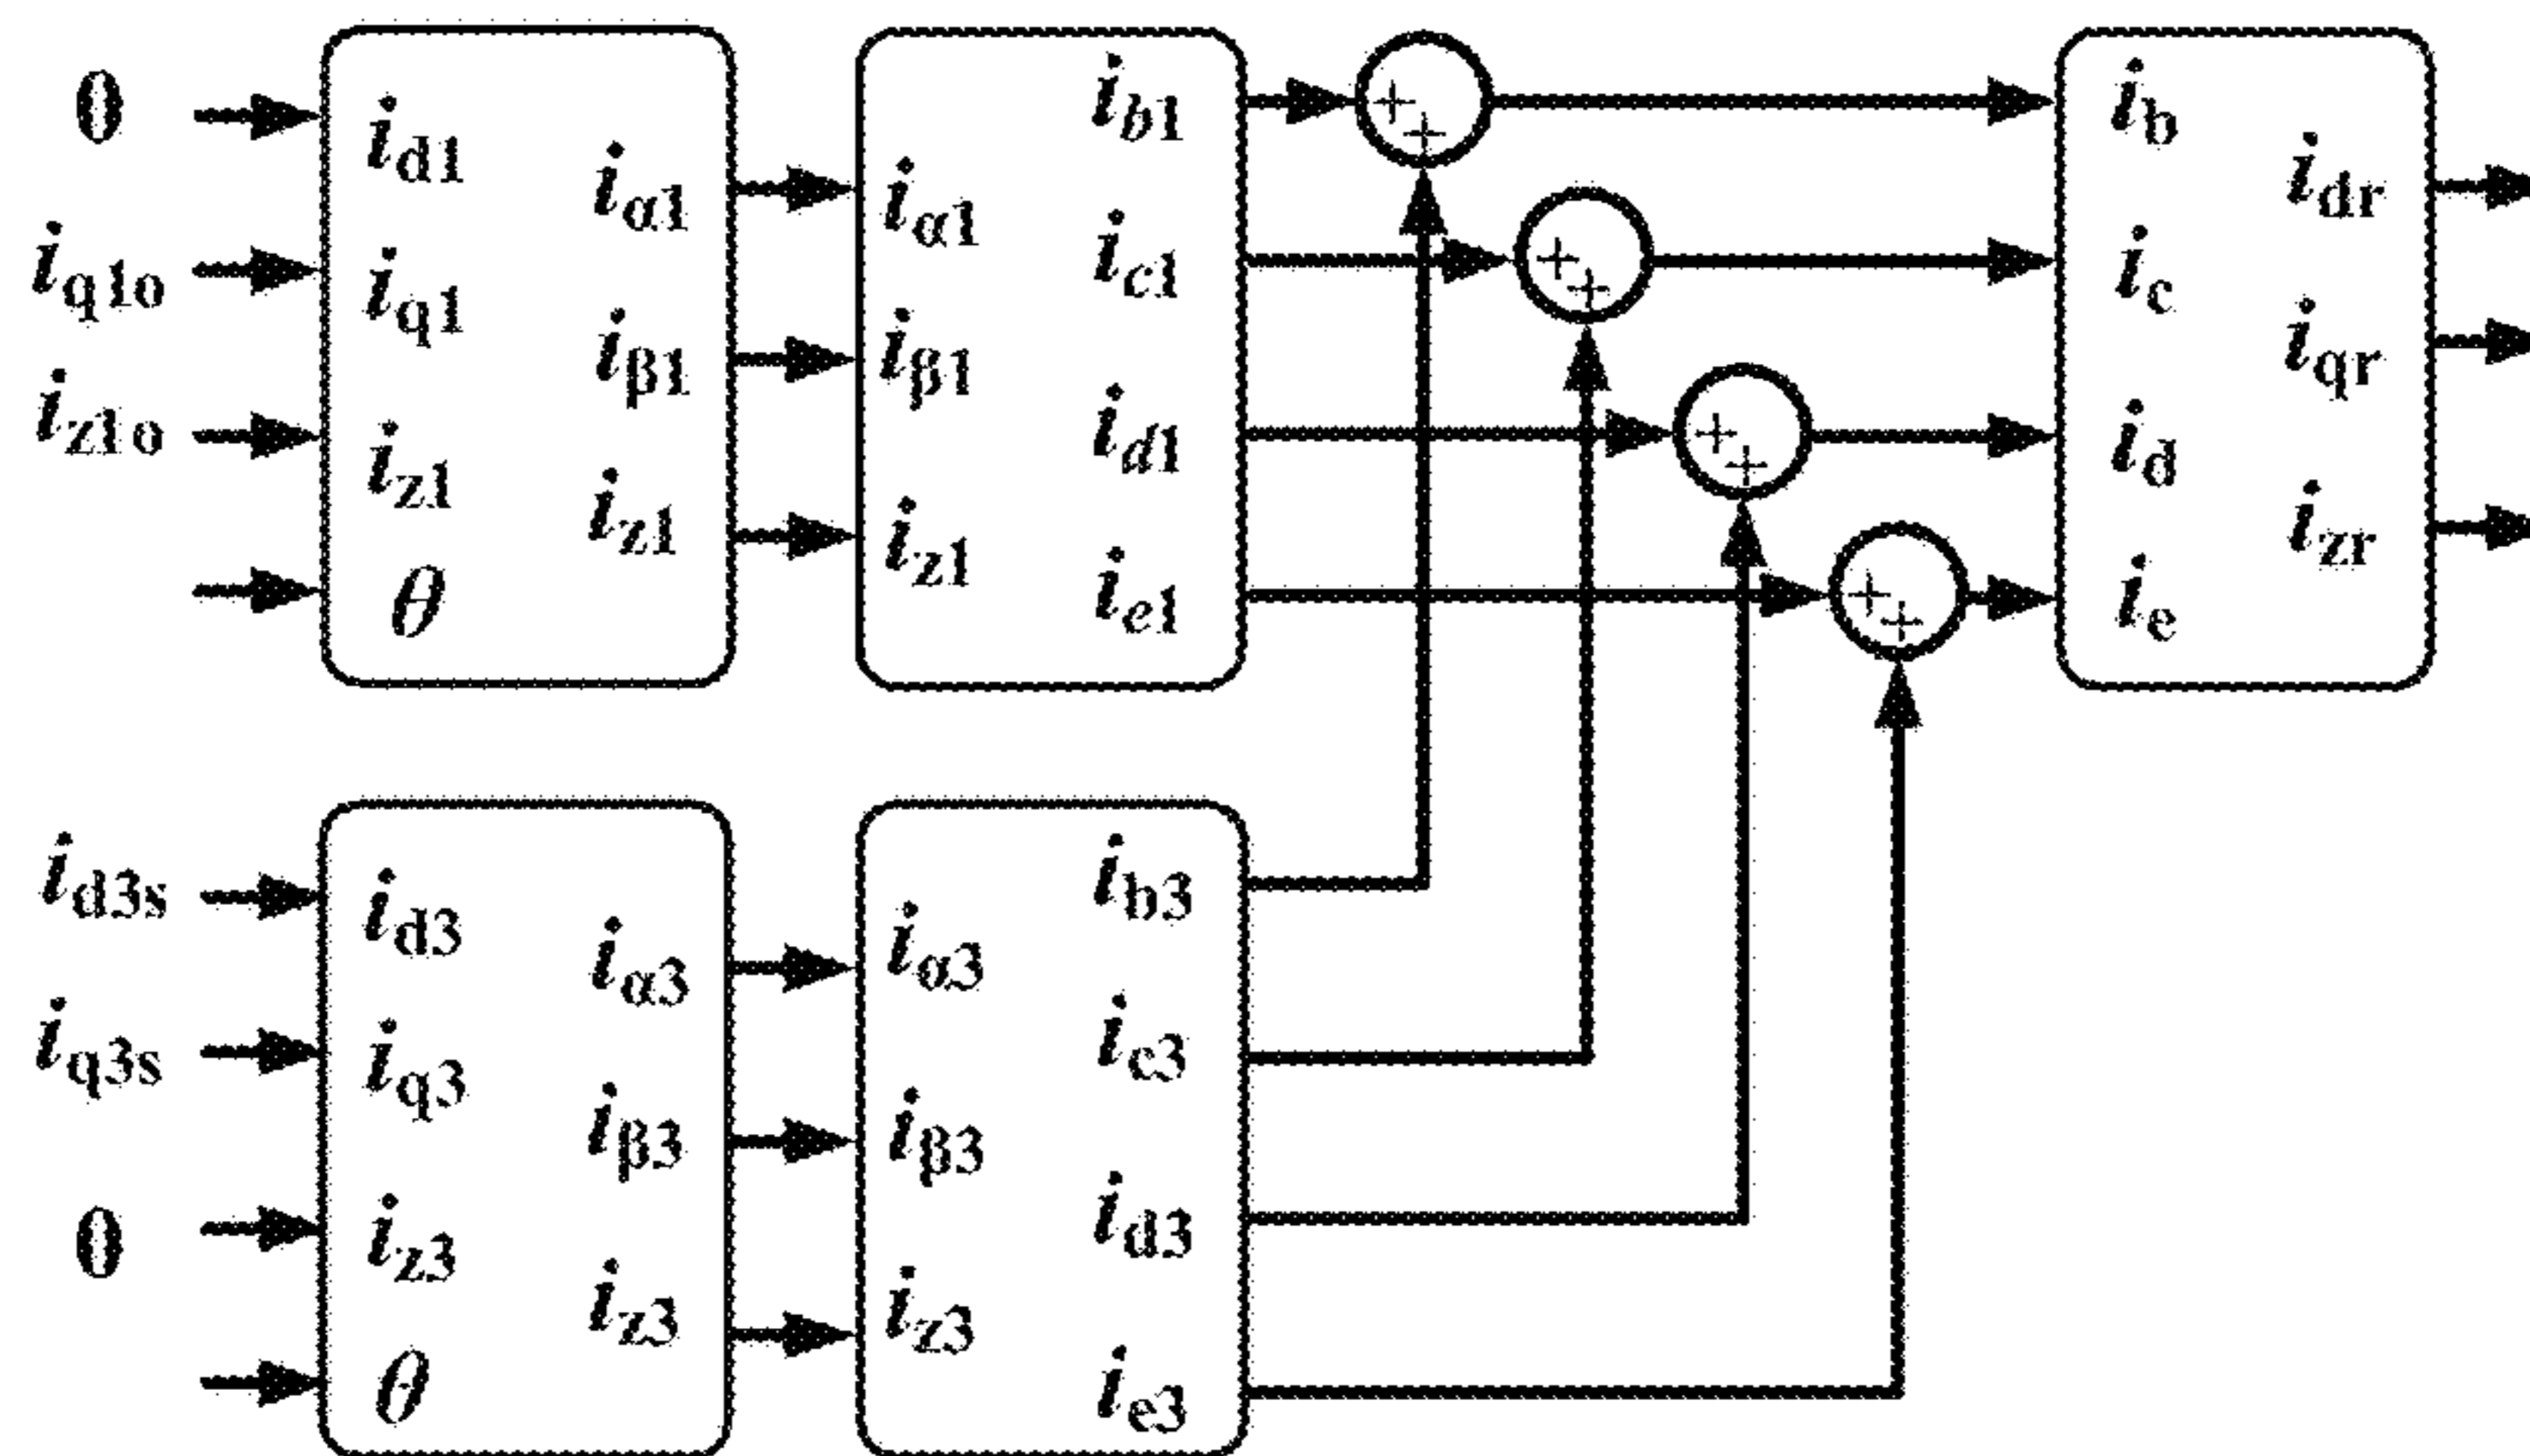 0
i_q1o
i_z1o
i_d1
i_q1
i_z1
θ
i_α1
i_β1
i_z1
i_α1
i_β1
i_z1
i_b1
i_c1
i_d1
i_e1
+
+
+
+
+
+
+
+
i_b
i_c
i_d
i_e
i_dr
i_qr
i_zr
i_d3s
i_q3s
0
i_d3
i_q3
i_z3
θ
i_α3
i_β3
i_z3
i_α3
i_β3
i_z3
i_b3
i_c3
i_d3
i_e3